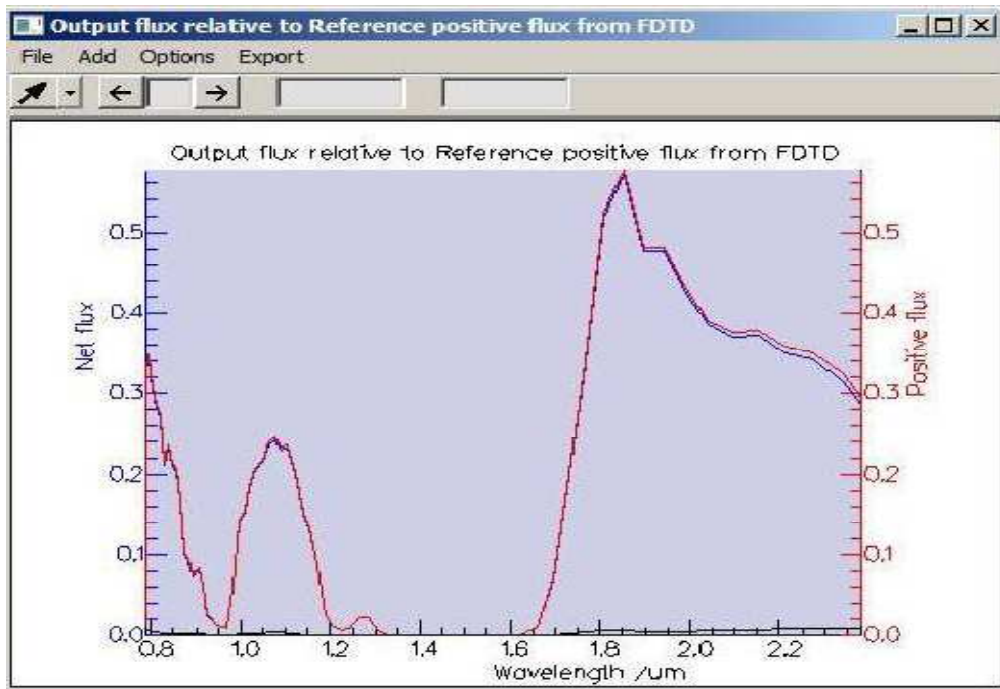 Output flux relative to Reference positive flux from FDTD
File Add Options Export
Output flux relative to Reference positive flux from FDTD
0.5 0.5
0.4 0.4
Net flux
Positive flux
0.3 0.3
0.2 0.2
0.1 0.1
0.0 0.0
0.8 1.0 1.2 1.4 1.6 1.8 2.0 2.2
Wavelength /um